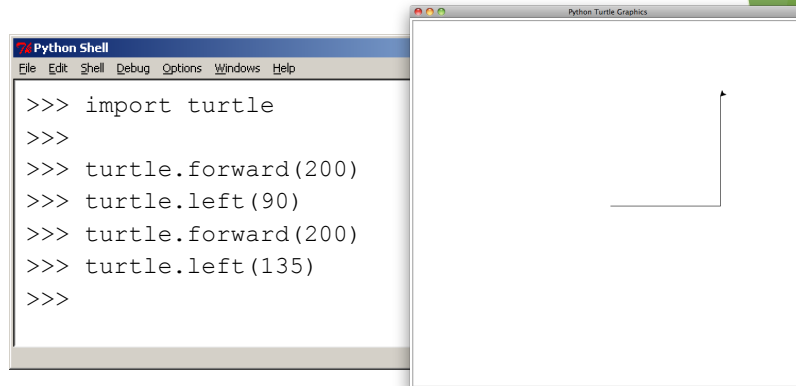 Python Turtle Graphics
Python Shell
File Edit Shell Debug Options Windows Help
>>> import turtle
>>>
>>> turtle.forward(200)
>>> turtle.left(90)
>>> turtle.forward(200)
>>> turtle.left(135)
>>>